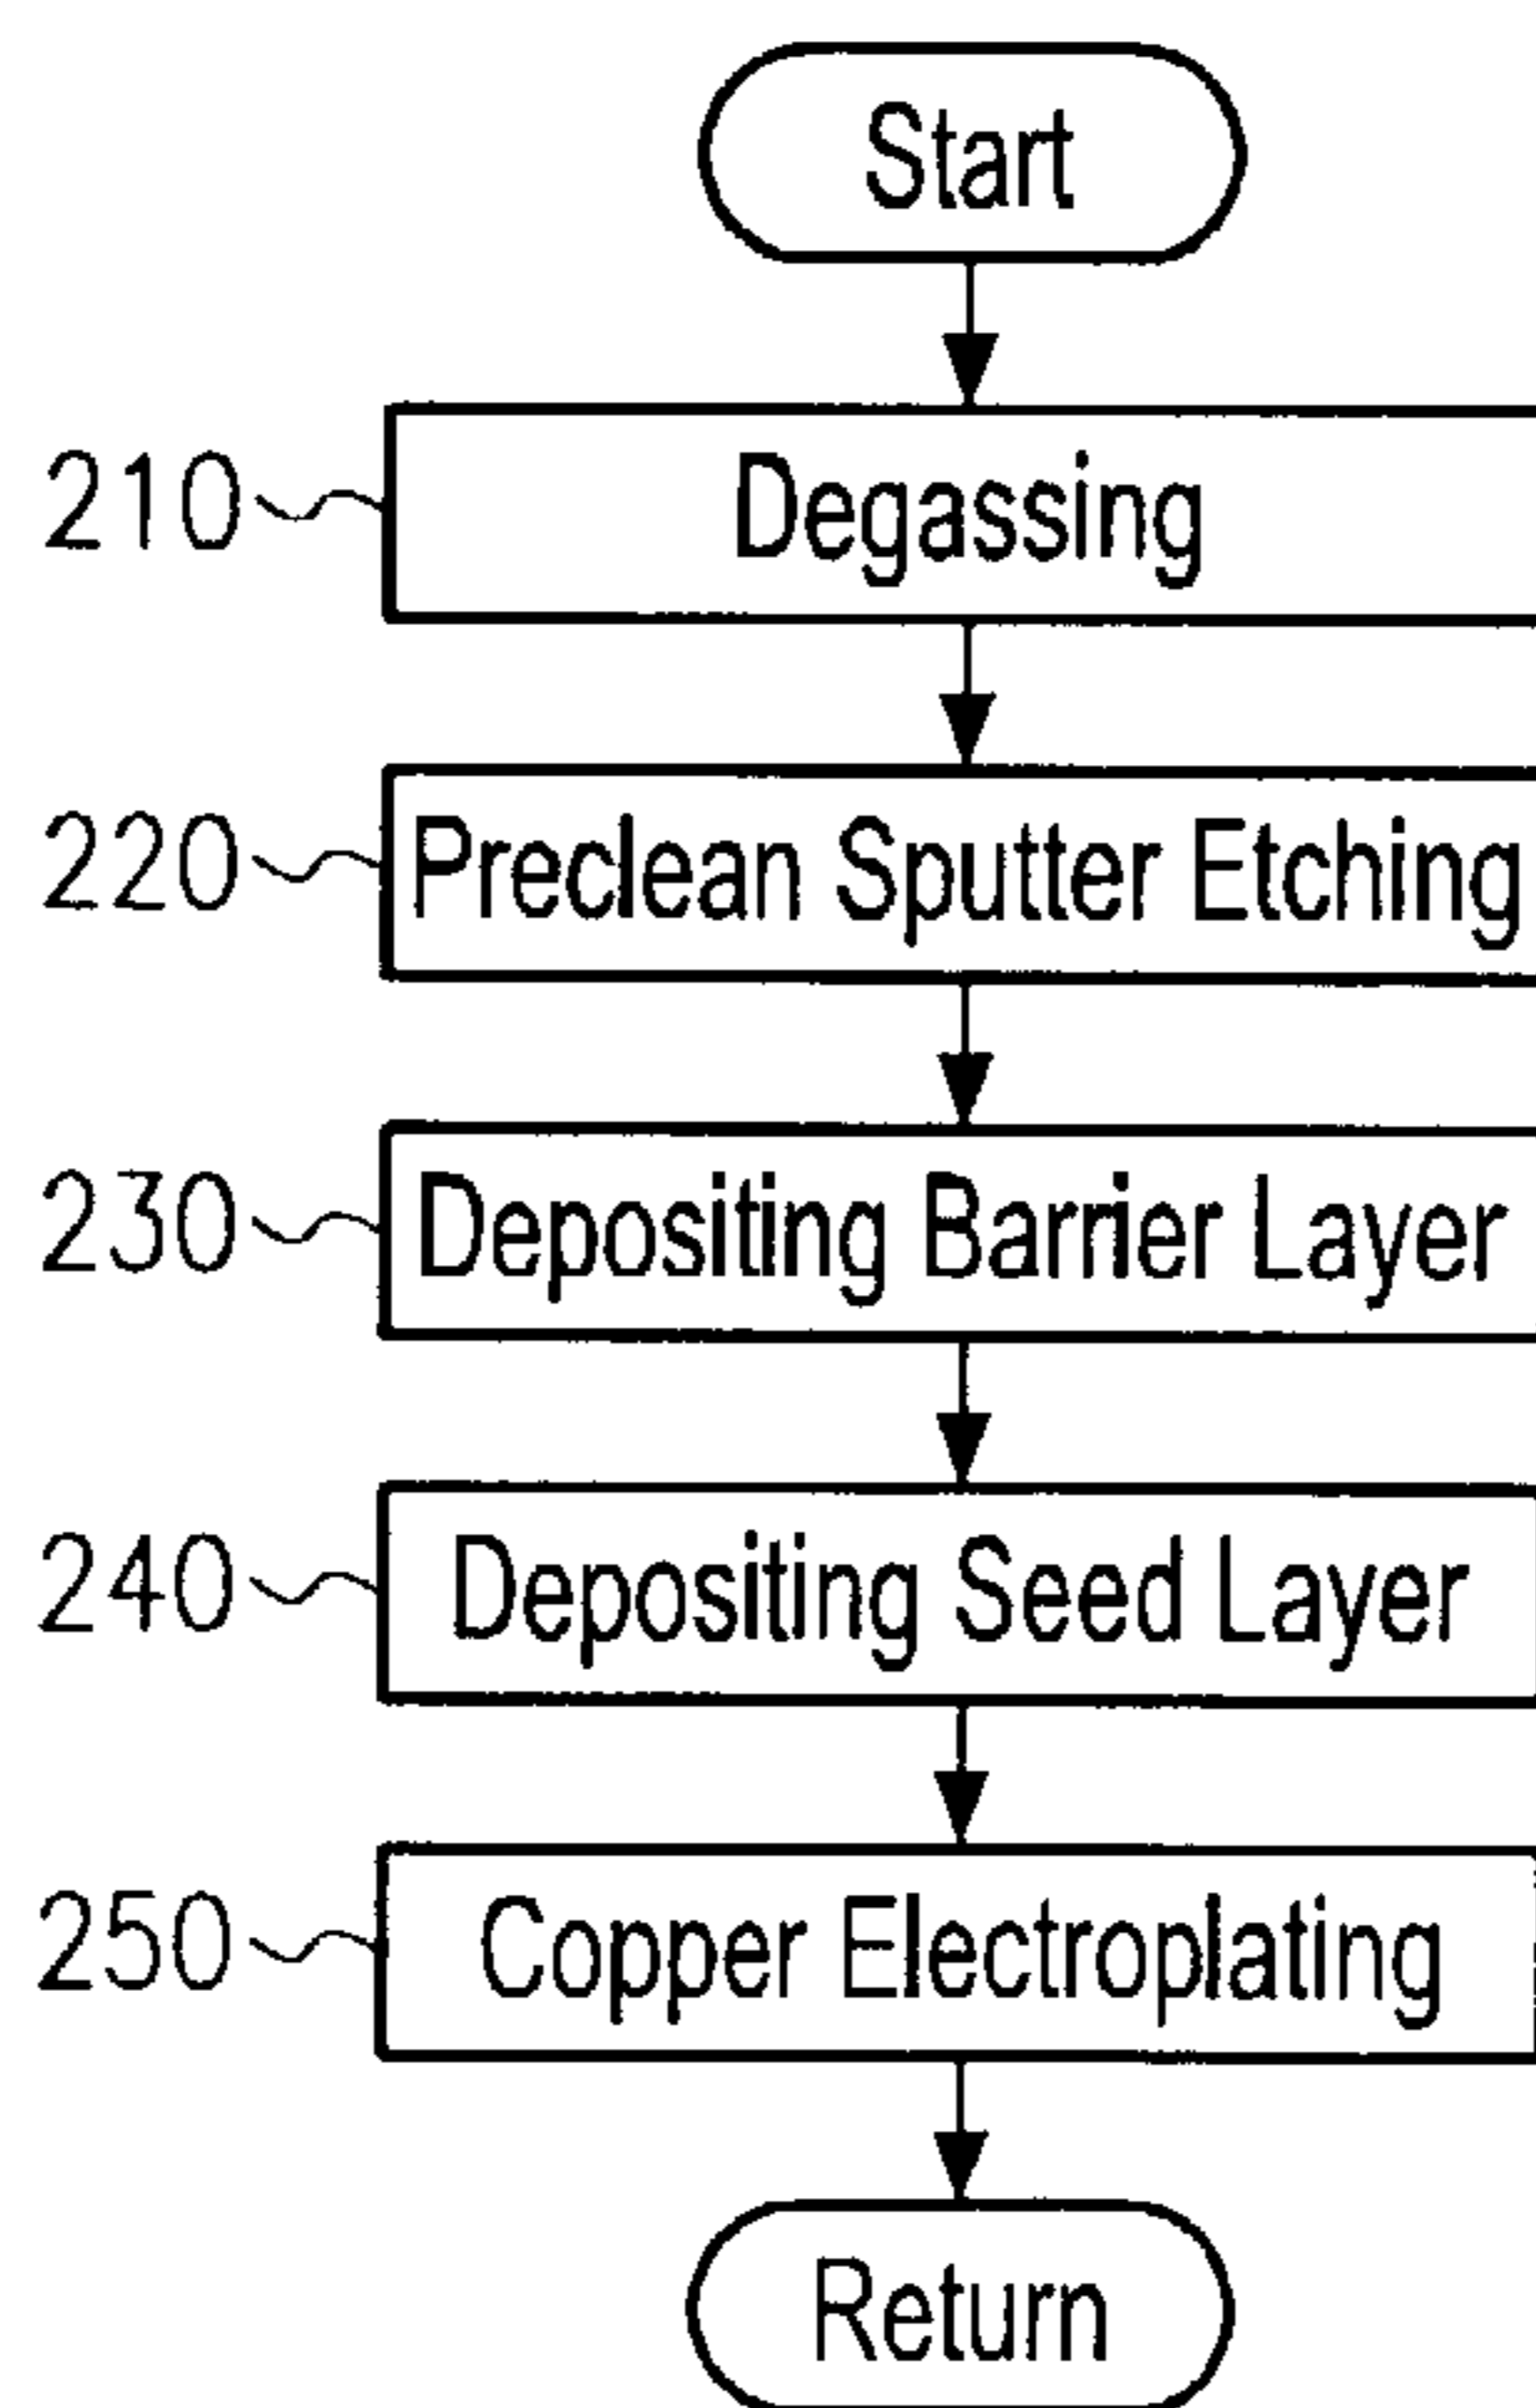 Start
210 Degassing
220 Preclean Sputter Etching
230 Depositing Barrier Layer
240 Depositing Seed Layer
250 Copper Electroplating
Return